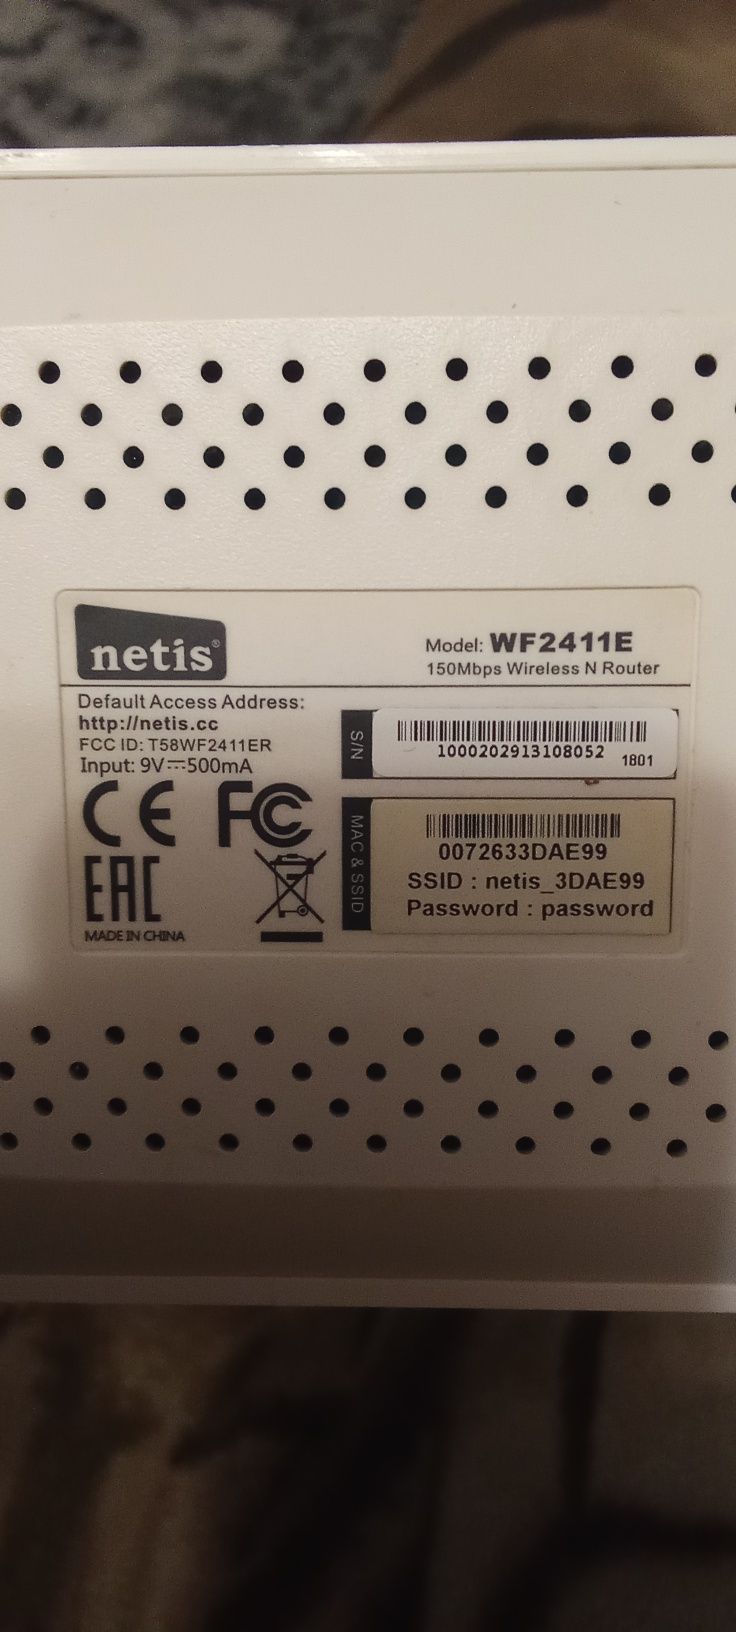 netis®
Model: WF2411E
150Mbps Wireless N Router
Default Access Address:
http://netis.cc
FCC ID: T58WF2411ER
Input: 9V⎓500mA
CE FC
EAC
MADE IN CHINA
S/N
1000202913108052
1801
MAC & SSID
0072633DAE99
SSID : netis_3DAE99
Password : password